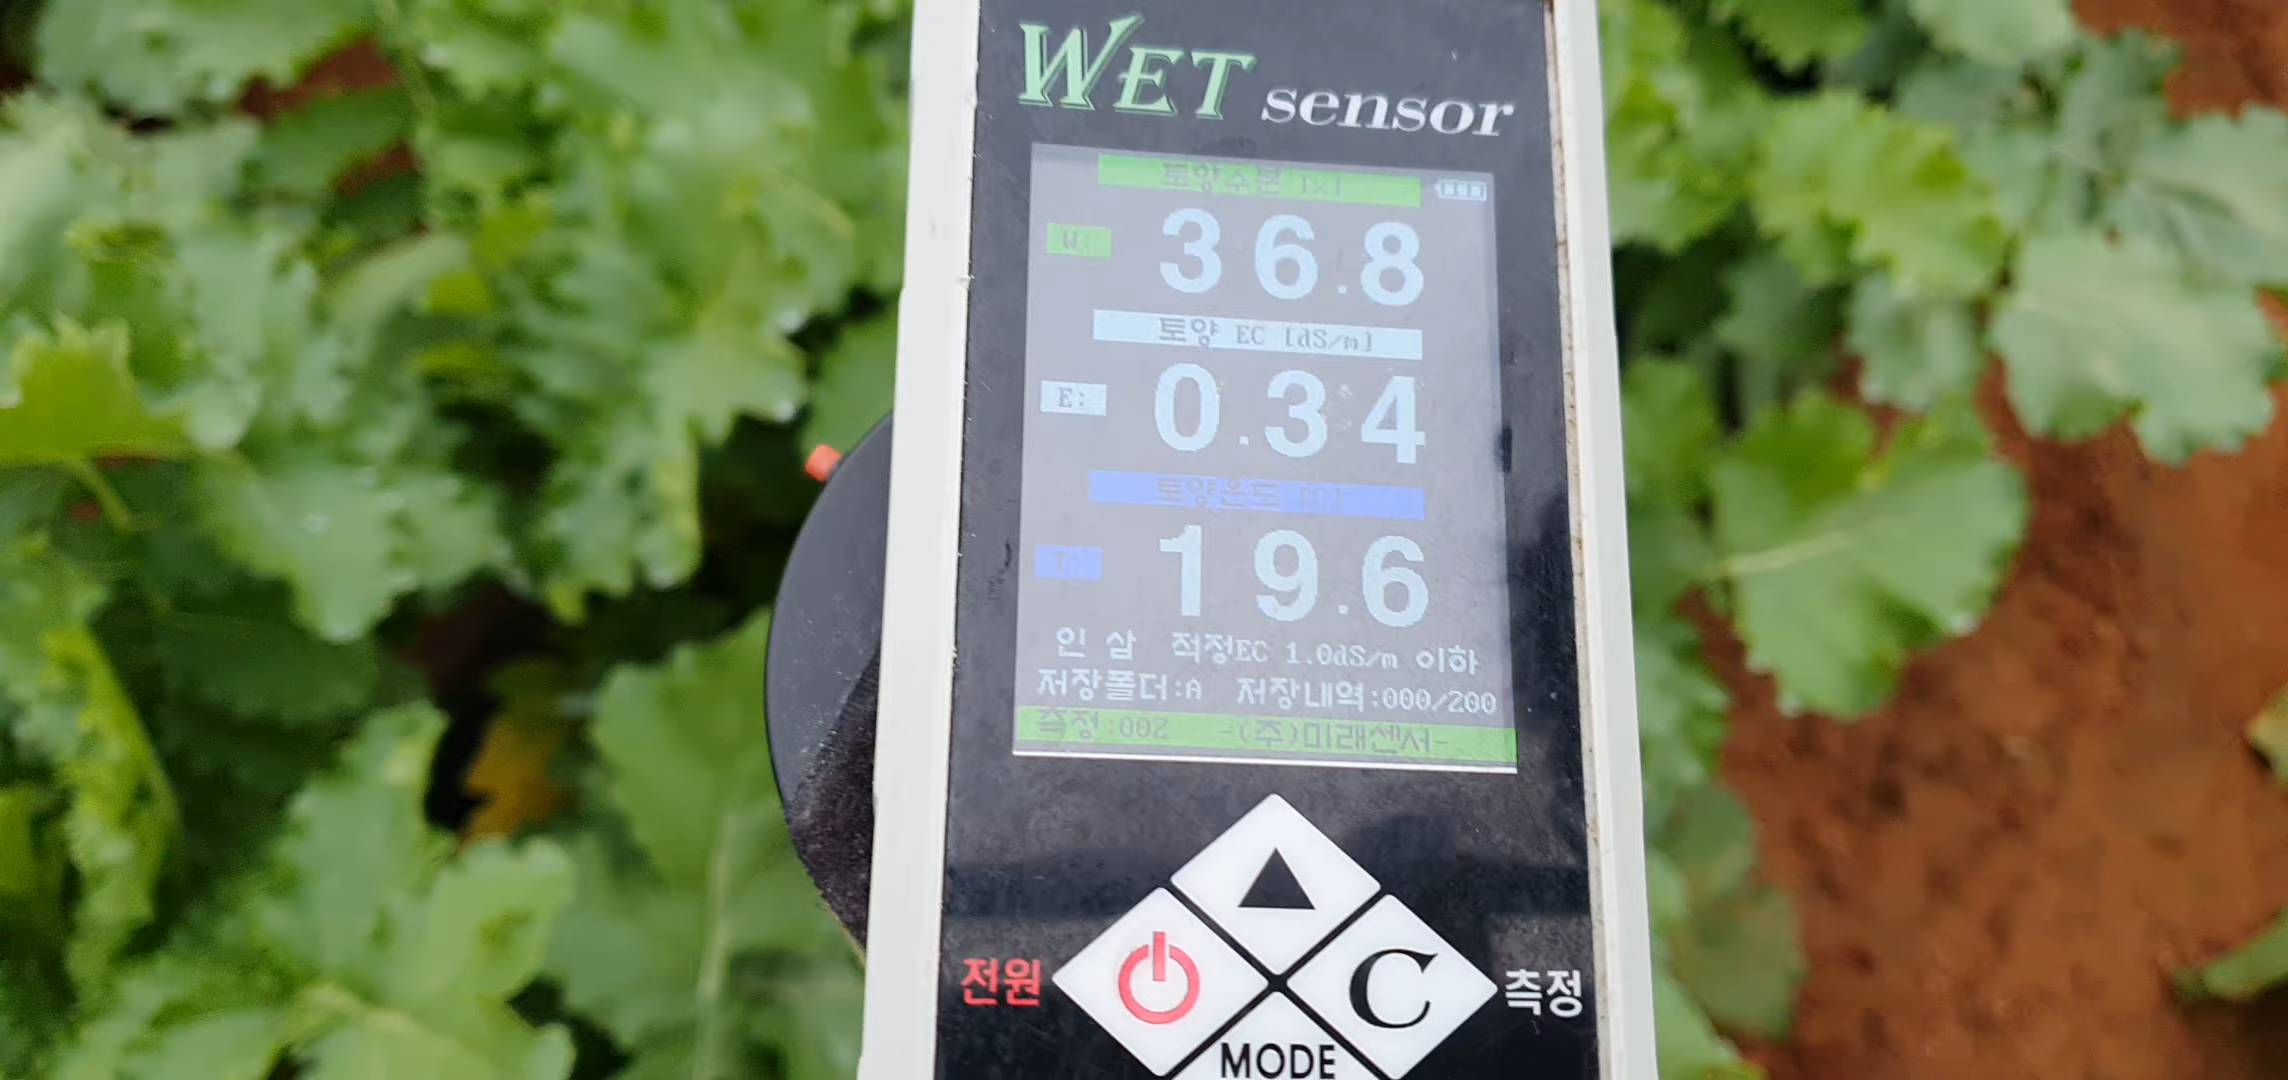 WET sensor
토양수분 [%]
W: 36.8
토양 EC [dS/m]
E: 0.34
토양온도 [C]
T: 19.6
인 삼 적정EC 1.0dS/m 이하
저장폴더:A 저장내역:000/200
측정:002 -(주)미래센서-
전원 C 측정
MODE